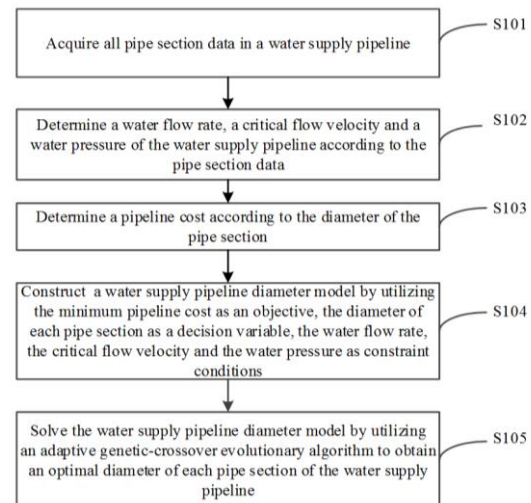 Acquire all pipe section data in a water supply pipeline
S101
Determine a water flow rate, a critical flow velocity and a
water pressure of the water supply pipeline according to the
pipe section data
S102
Determine a pipeline cost according to the diameter of the
pipe section
S103
Construct a water supply pipeline diameter model by utilizing
the minimum pipeline cost as an objective, the diameter of
each pipe section as a decision variable, the water flow rate,
the critical flow velocity and the water pressure as constraint
conditions
S104
Solve the water supply pipeline diameter model by utilizing
an adaptive genetic-crossover evolutionary algorithm to obtain
an optimal diameter of each pipe section of the water supply
pipeline
S105